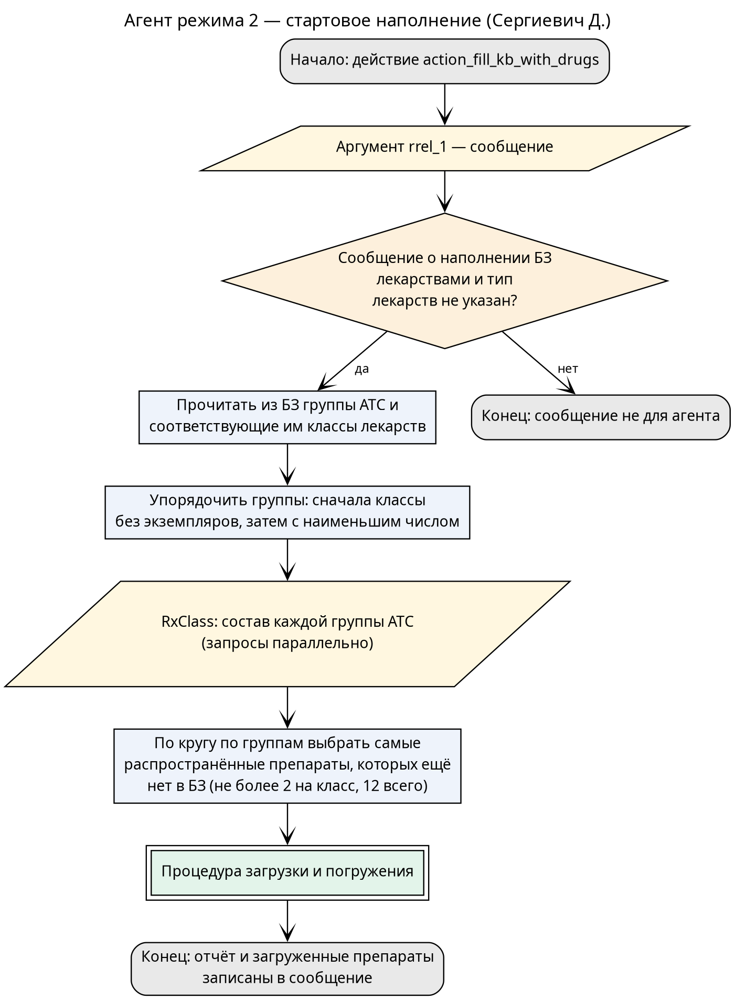 Агент режима 2 — стартовое наполнение (Сергиевич Д.)
Начало: действие action_fill_kb_with_drugs
Аргумент rrel_1 — сообщение
Сообщение о наполнении БЗ
лекарствами и тип
лекарств не указан?
да
нет
Прочитать из БЗ группы АТС и
соответствующие им классы лекарств
Конец: сообщение не для агента
Упорядочить группы: сначала классы
без экземпляров, затем с наименьшим числом
RxClass: состав каждой группы АТС
(запросы параллельно)
По кругу по группам выбрать самые
распространённые препараты, которых ещё
нет в БЗ (не более 2 на класс, 12 всего)
Процедура загрузки и погружения
Конец: отчёт и загруженные препараты
записаны в сообщение